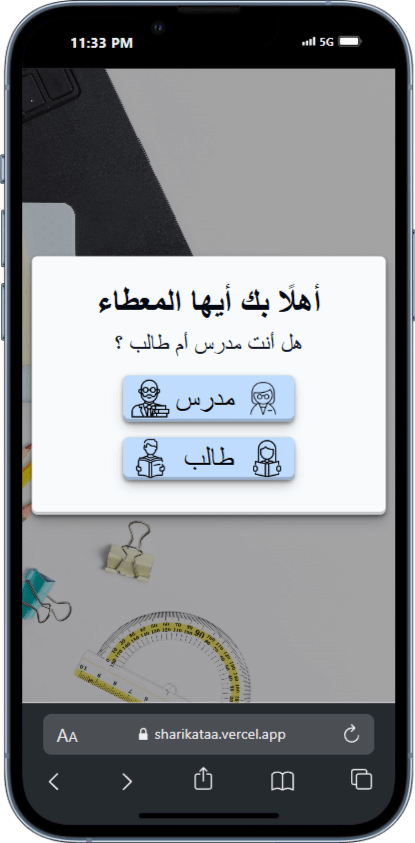 11:33 PM 5G
أهلًا بك أيها المعطاء
هل أنت مدرس أم طالب ؟
مدرس
طالب
AA sharikataa.vercel.app